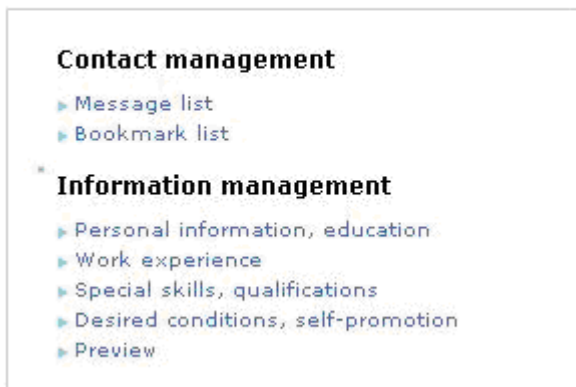 Contact management
Message list
Bookmark list
Information management
Personal information, education
Work experience
Special skills, qualifications
Desired conditions, self-promotion
Preview